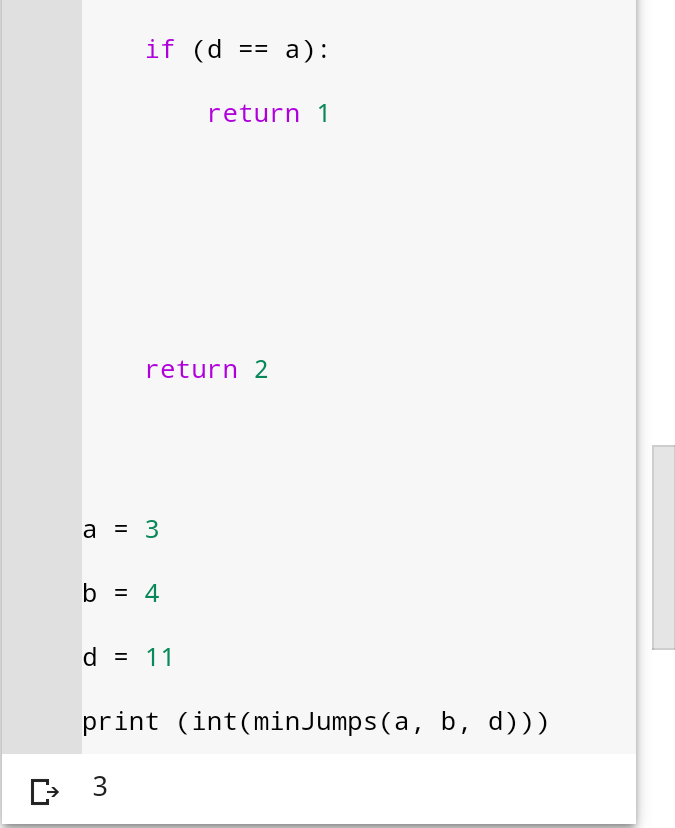 if (d == a):
return 1
return 2
a = 3
b = 4
d = 11
print (int(minJumps(a, b, d)))
3